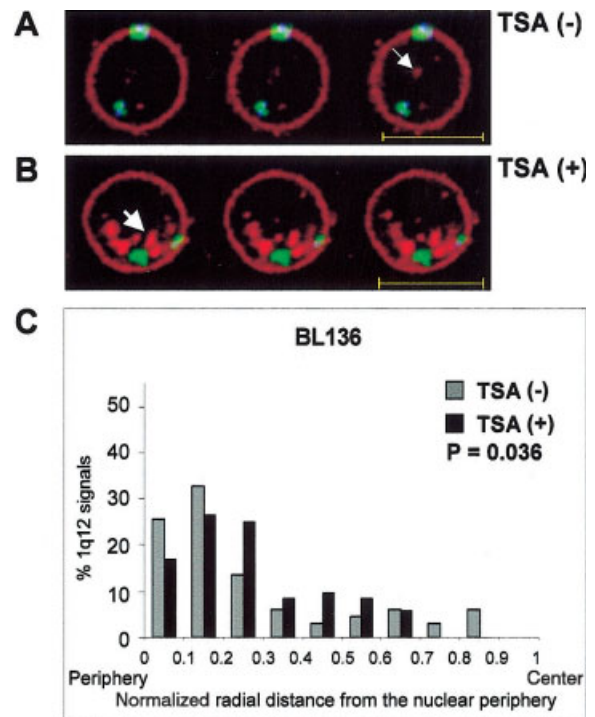 A TSA (-)
B TSA (+)
C
BL136
TSA (-)
TSA (+)
P = 0.036
% 1q12 signals
50
40
30
20
10
0
0 0.1 0.2 0.3 0.4 0.5 0.6 0.7 0.8 0.9 1
Periphery Center
Normalized radial distance from the nuclear periphery